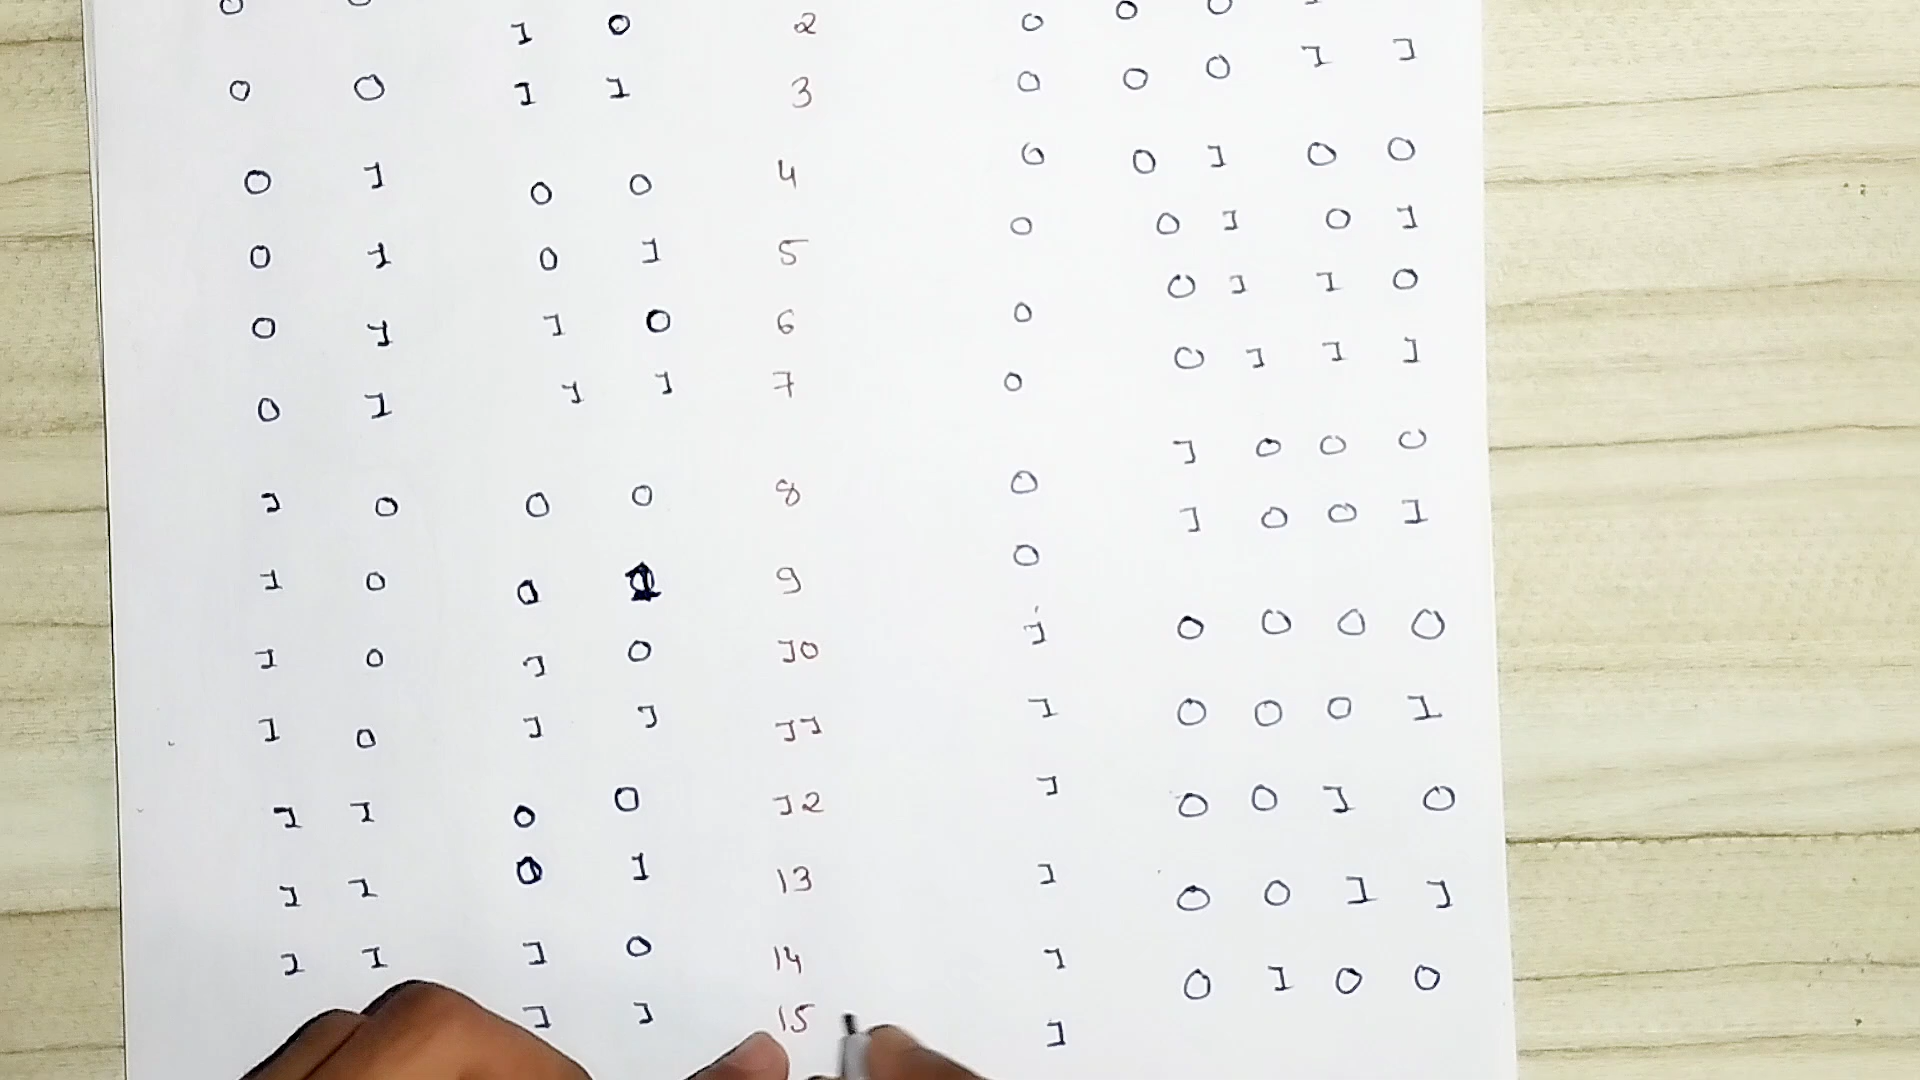 0 0 1 0 2 0 0 0 1
0 0 1 1 3 0 0 0 1 1
0 1 0 0 4 0 0 1 0 0
0 1 0 1 5 0 0 1 0 1
0 1 1 0 6 0 0 1 1 0
0 1 1 1 7 0 0 1 1 1
1 0 0 0 8 0 1 0 0 0
1 0 0 1 9 0 1 0 0 1
1 0 1 0 10 1 0 0 0 0
1 0 1 1 11 1 0 0 0 1
1 1 0 0 12 1 0 0 1 0
1 1 0 1 13 1 0 0 1 1
1 1 1 0 14 1 0 1 0 0
1 1 15 1